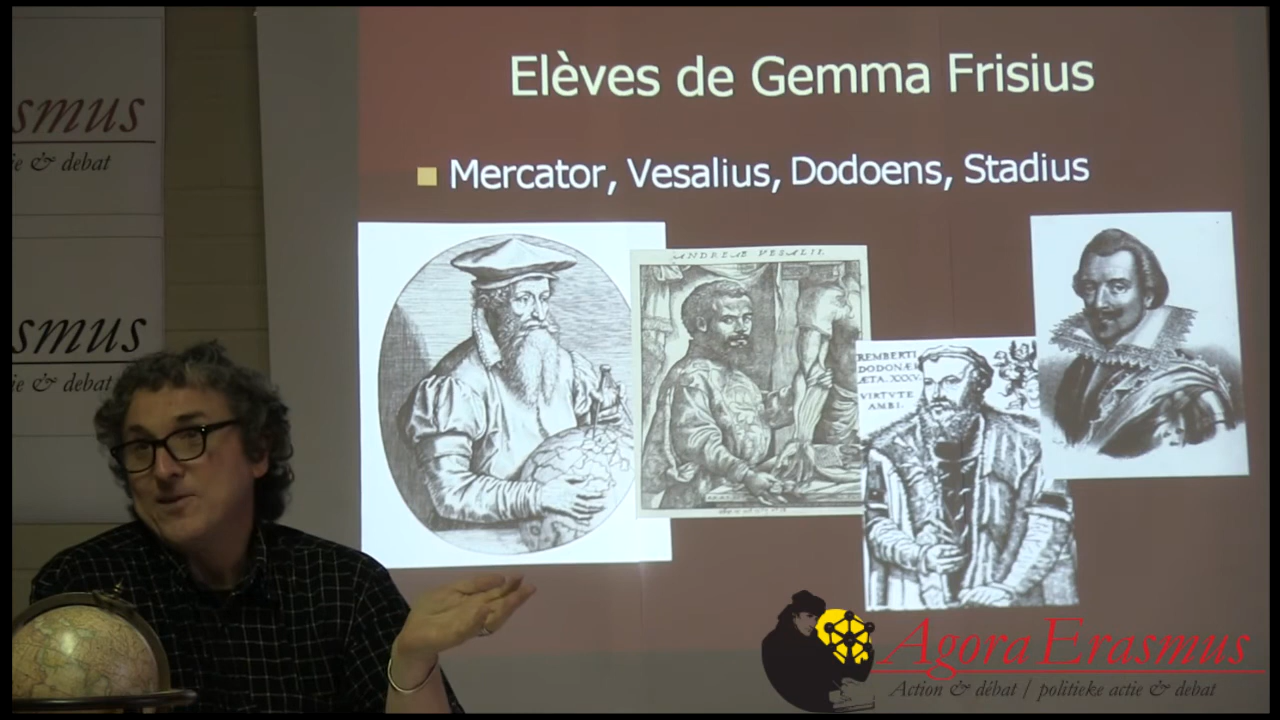 Elèves de Gemma Frisius
Mercator, Vesalius, Dodoens, Stadius
smus
ie & debat
smus
ie & debat
ANDREAE VESALII.
REMBERTI
DODONÆI
ÆTA. XXXV.
VIRTVTE
AMBI.
Agora Erasmus
Action & débat / politieke actie & debat